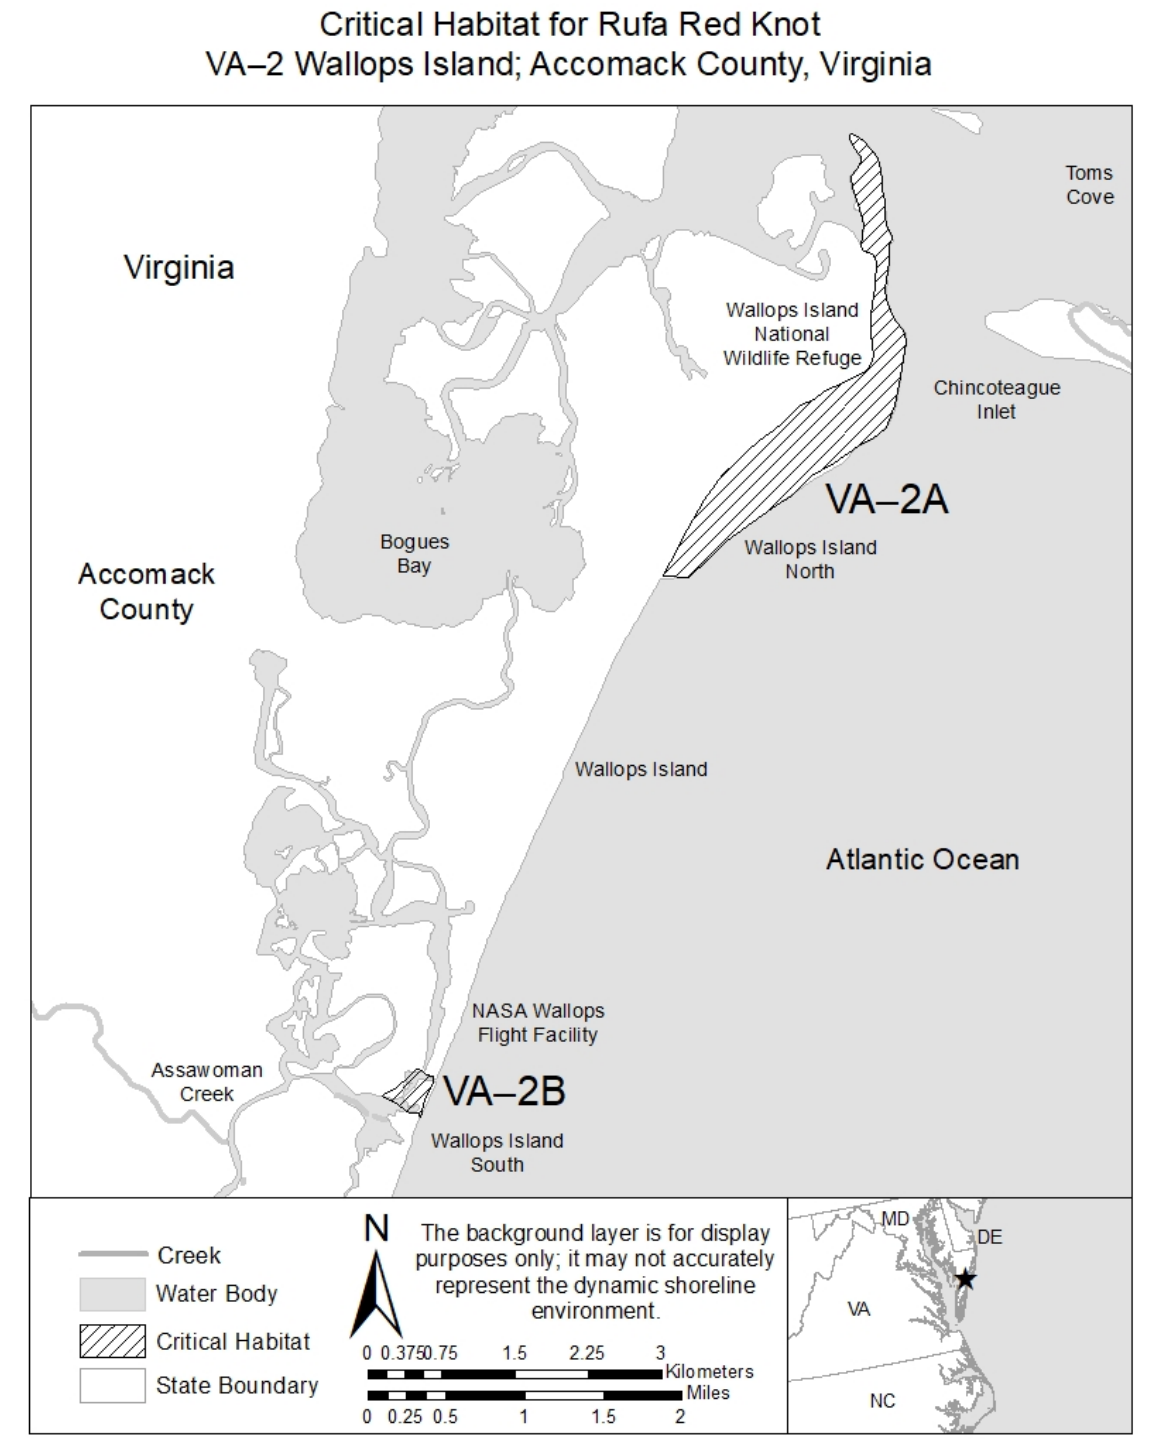 Critical Habitat for Rufa Red Knot
VA–2 Wallops Island; Accomack County, Virginia
Toms
Cove
Virginia
Wallops Island
National
Wildlife Refuge
Chincoteague
Inlet
VA–2A
Wallops Island
North
Bogues
Bay
Accomack
County
Wallops Island
Atlantic Ocean
NASA Wallops
Flight Facility
Assawoman
Creek
VA–2B
Wallops Island
South
Creek
Water Body
Critical Habitat
State Boundary
N
The background layer is for display
purposes only; it may not accurately
represent the dynamic shoreline
environment.
0 0.375 0.75 1.5 2.25 3
Kilometers
Miles
0 0.25 0.5 1 1.5 2
MD
DE
VA
NC